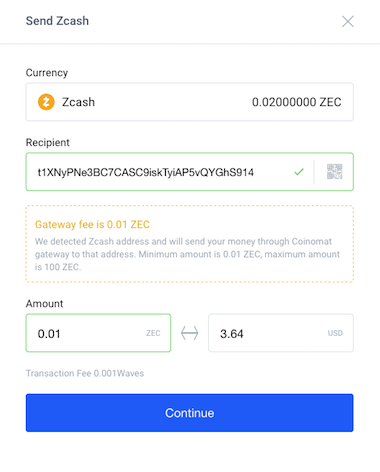 Send Zcash
Currency
Zcash 0.02000000 ZEC
Recipient
t1XNyPNe3BC7CASC9iskTyiAP5vQYGhS914
Gateway fee is 0.01 ZEC
We detected Zcash address and will send your money through Coinomat
gateway to that address. Minimum amount is 0.01 ZEC, maximum amount
is 100 ZEC.
Amount
0.01 ZEC 3.64 USD
Transaction Fee 0.001Waves
Continue